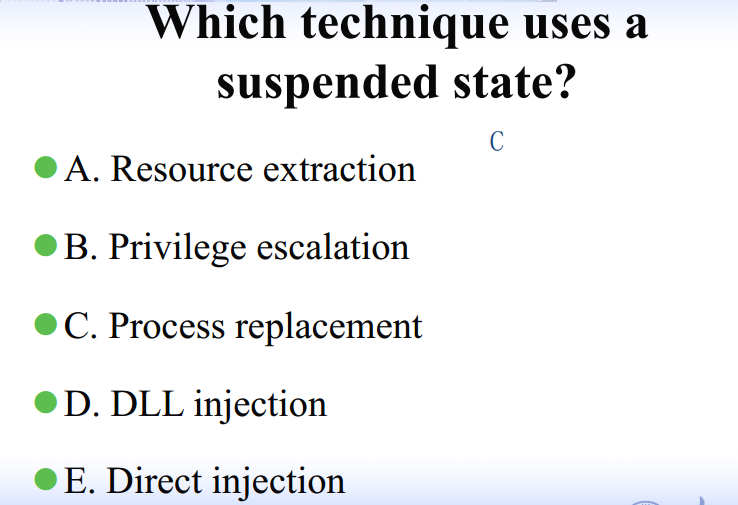 Which technique uses a
suspended state?
C
A. Resource extraction
B. Privilege escalation
C. Process replacement
D. DLL injection
E. Direct injection